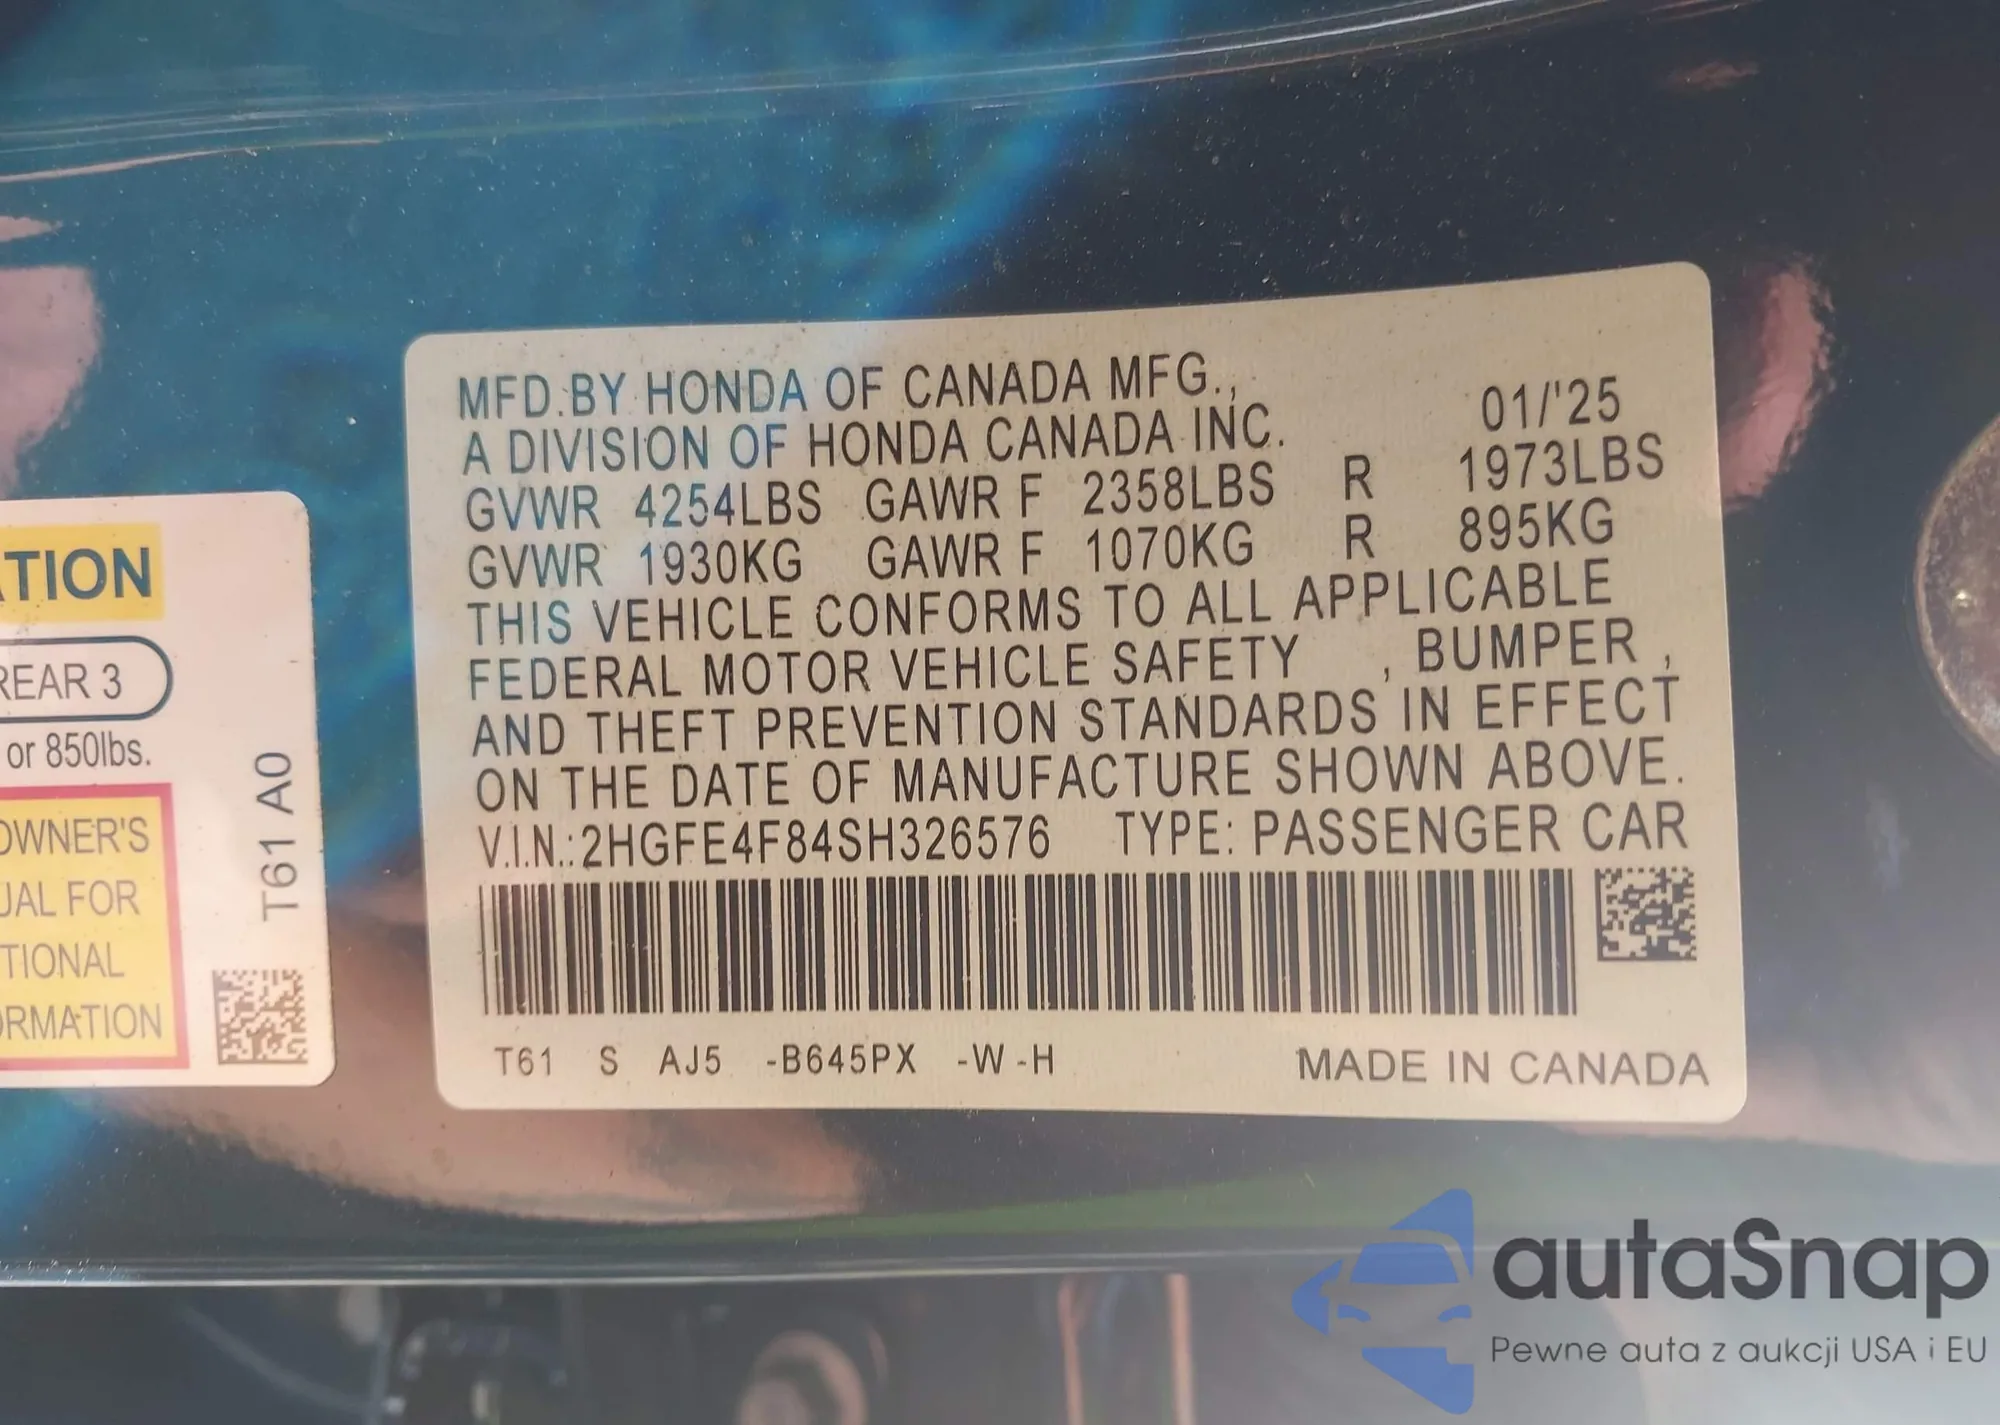 MFD.BY HONDA OF CANADA MFG.,
A DIVISION OF HONDA CANADA INC. 01/'25
GVWR 4254LBS GAWR F 2358LBS R 1973LBS
GVWR 1930KG GAWR F 1070KG R 895KG
THIS VEHICLE CONFORMS TO ALL APPLICABLE
FEDERAL MOTOR VEHICLE SAFETY , BUMPER ,
AND THEFT PREVENTION STANDARDS IN EFFECT
ON THE DATE OF MANUFACTURE SHOWN ABOVE.
V.I.N.:2HGFE4F84SH326576 TYPE: PASSENGER CAR
T61 S AJ5 -B645PX -W-H MADE IN CANADA
ATION
REAR 3
or 850lbs.
OWNER'S
UAL FOR
TIONAL
ORMATION
T61 A0
autaSnap
Pewne auta z aukcji USA i EU